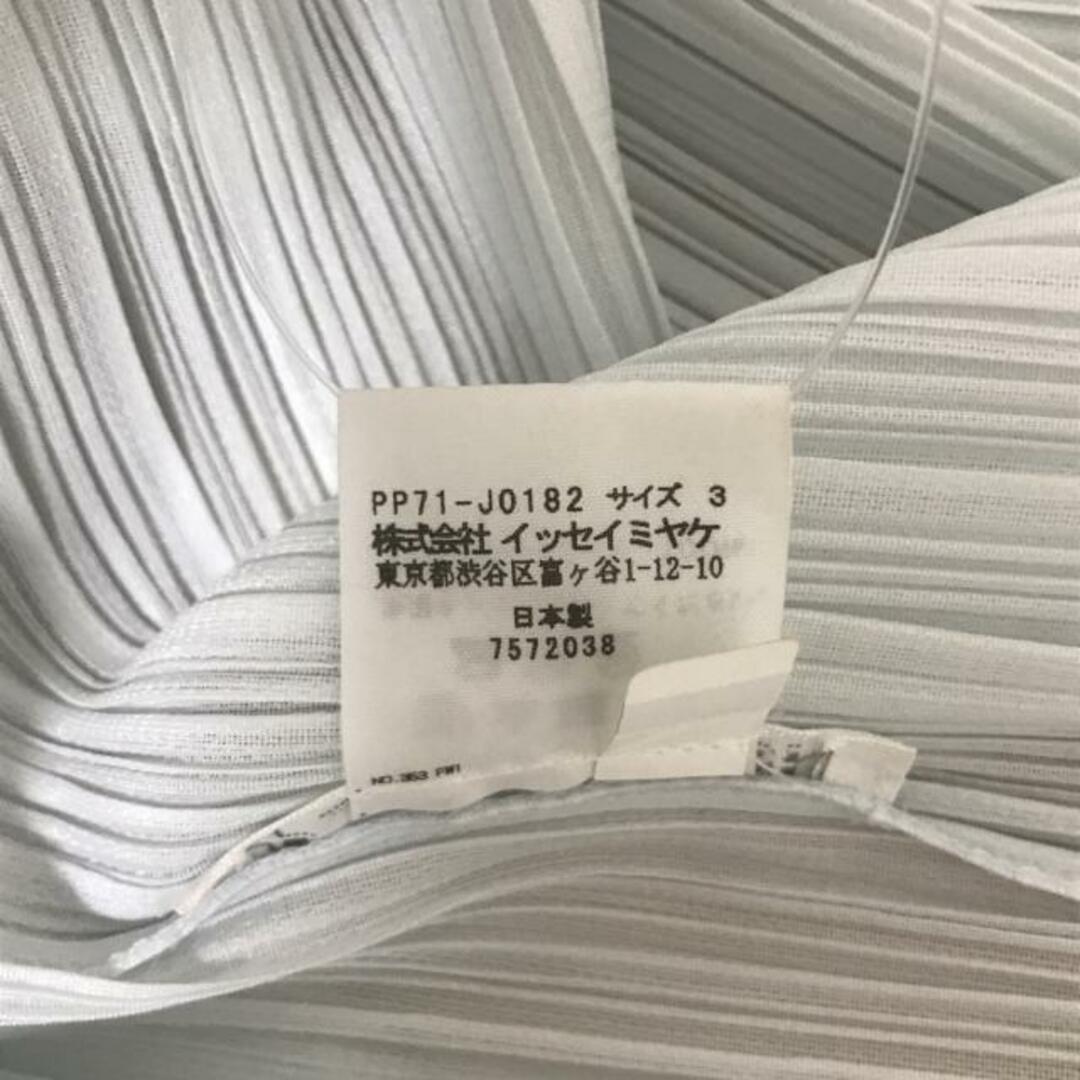 PP71-J0182 サイズ 3
株式会社 イッセイミヤケ
東京都渋谷区富ヶ谷1-12-10
日本製
7572038